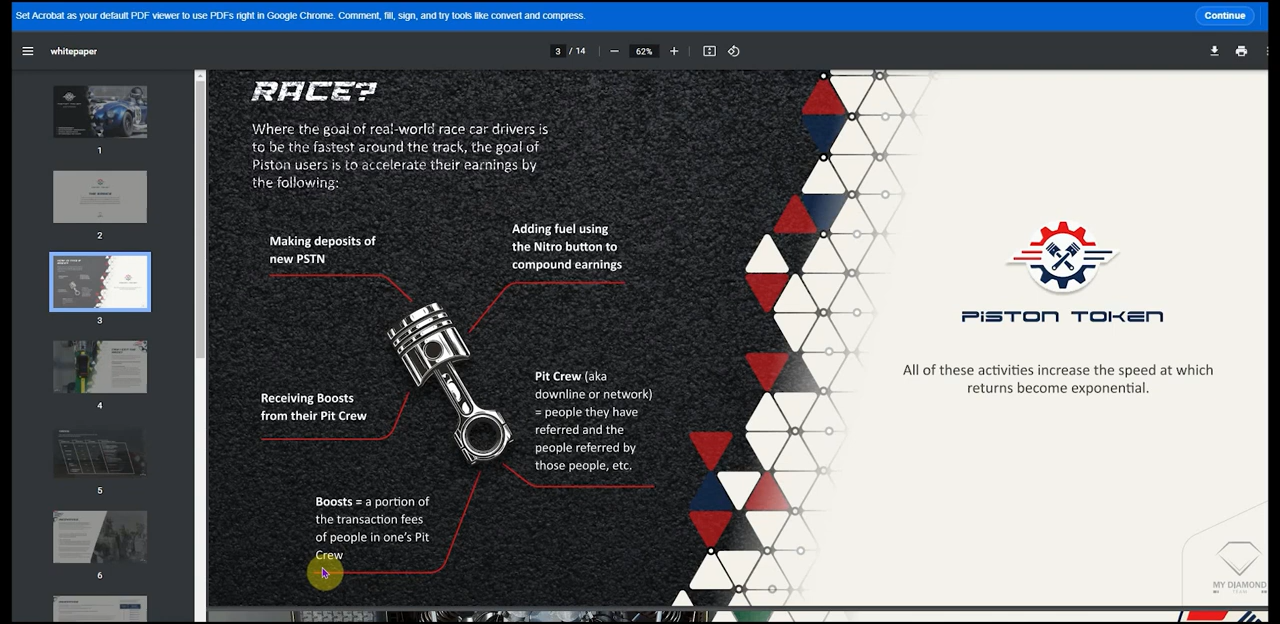 Set Acrobat as your default PDF viewer to use PDFs right in Google Chrome. Comment, fill, sign, and try tools like convert and compress.
Continue
whitepaper
3 / 14
62%
RACE?
Where the goal of real-world race car drivers is
to be the fastest around the track, the goal of
Piston users is to accelerate their earnings by
the following:
Making deposits of
new PSTN
Adding fuel using
the Nitro button to
compound earnings
Receiving Boosts
from their Pit Crew
Pit Crew (aka
downline or network)
= people they have
referred and the
people referred by
those people, etc.
Boosts = a portion of
the transaction fees
of people in one's Pit
Crew
PISTON TOKEN
All of these activities increase the speed at which
returns become exponential.
MY DIAMOND
TEAM
1
2
3
4
5
6